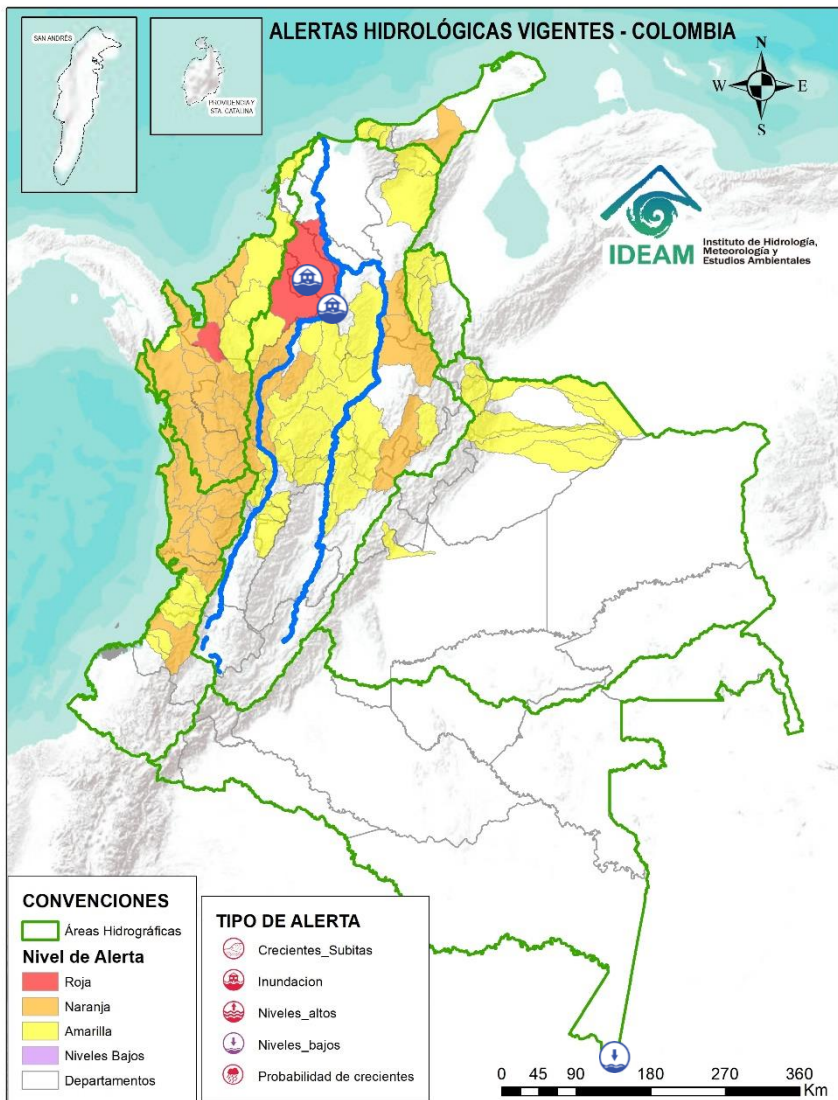 ALERTAS HIDROLÓGICAS VIGENTES - COLOMBIA
SAN ANDRÉS
PROVIDENCIA Y
STA. CATALINA
N
W
E
S
IDEAM
Instituto de Hidrología,
Meteorología y
Estudios Ambientales
CONVENCIONES
Áreas Hidrográficas
Nivel de Alerta
Roja
Naranja
Amarilla
Niveles Bajos
Departamentos
TIPO DE ALERTA
Crecientes_Subitas
Inundacion
Niveles_altos
Niveles_bajos
Probabilidad de crecientes
0 45 90 180 270 360
Km